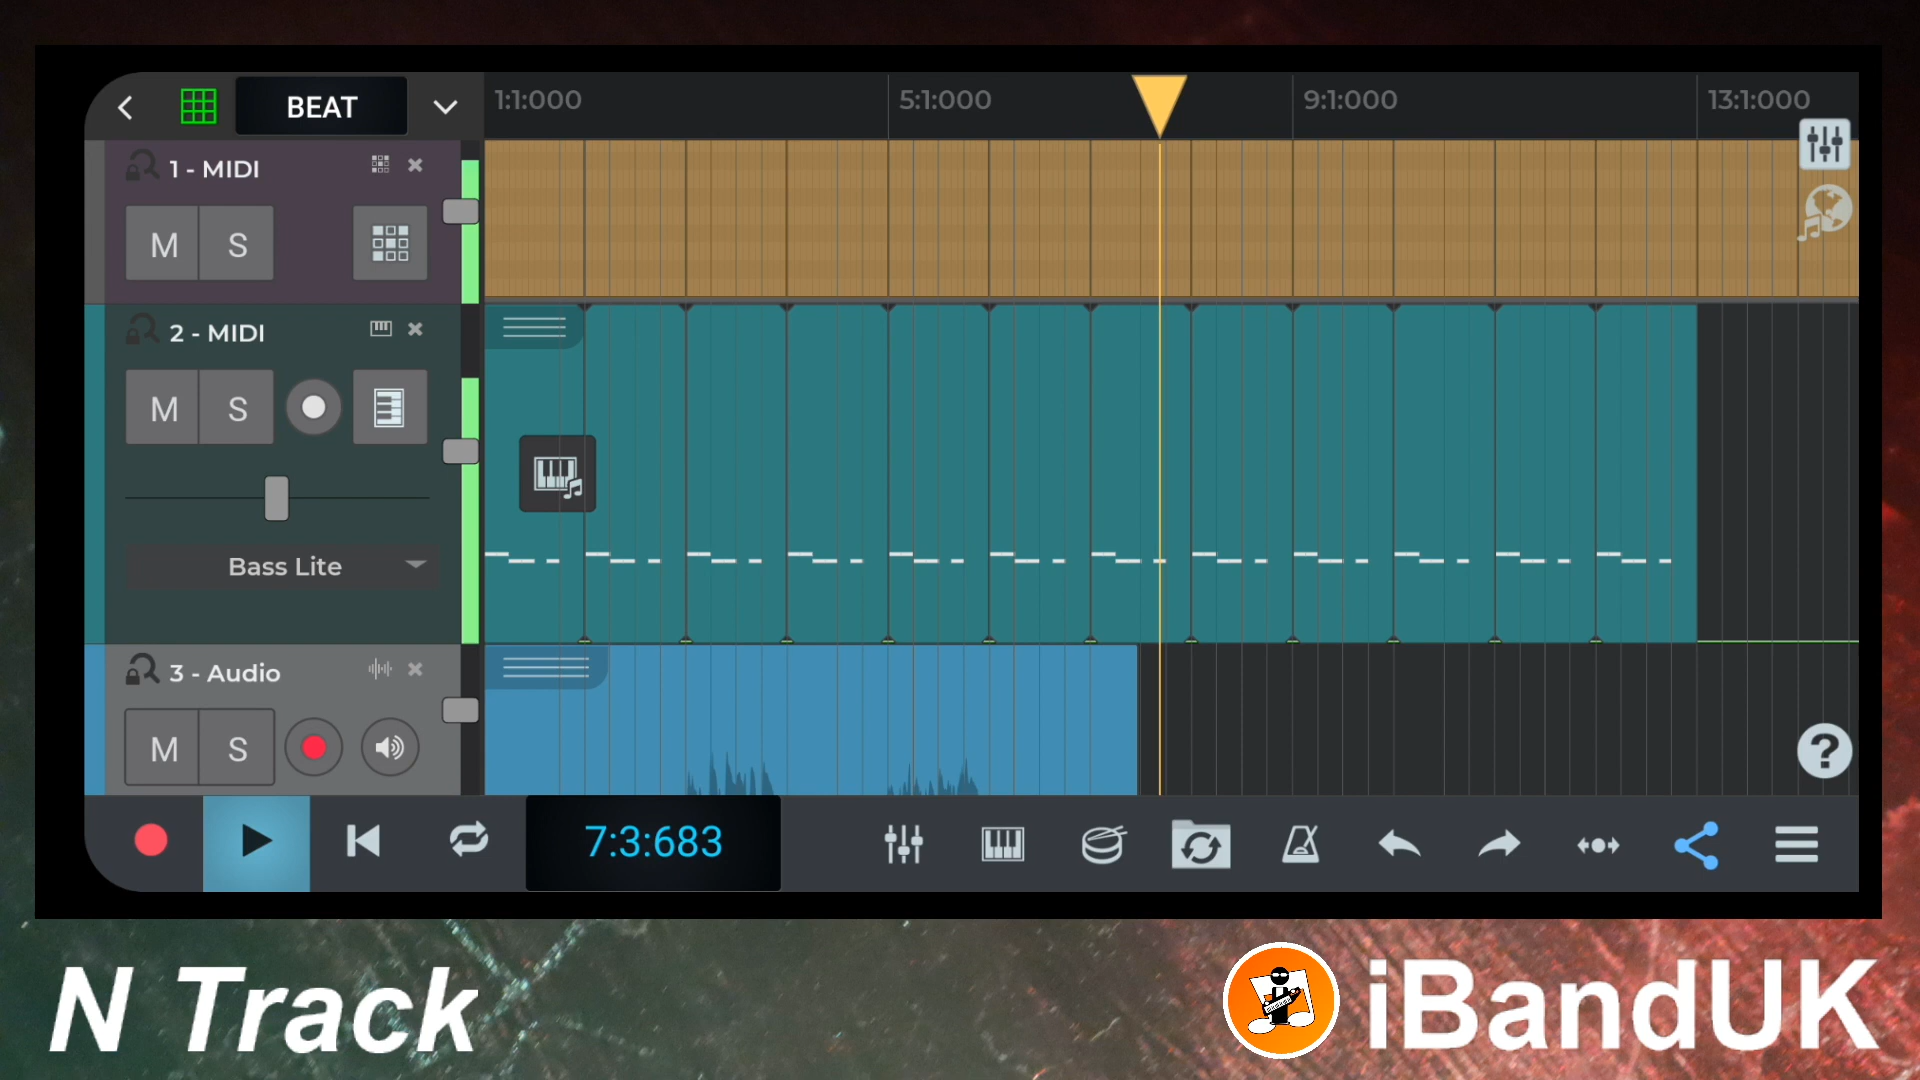 BEAT
1:1:000
5:1:000
9:1:000
13:1:000
1 - MIDI
M S
2 - MIDI
M S
Bass Lite
3 - Audio
M S
?
7:3:683
N Track
iBandUK